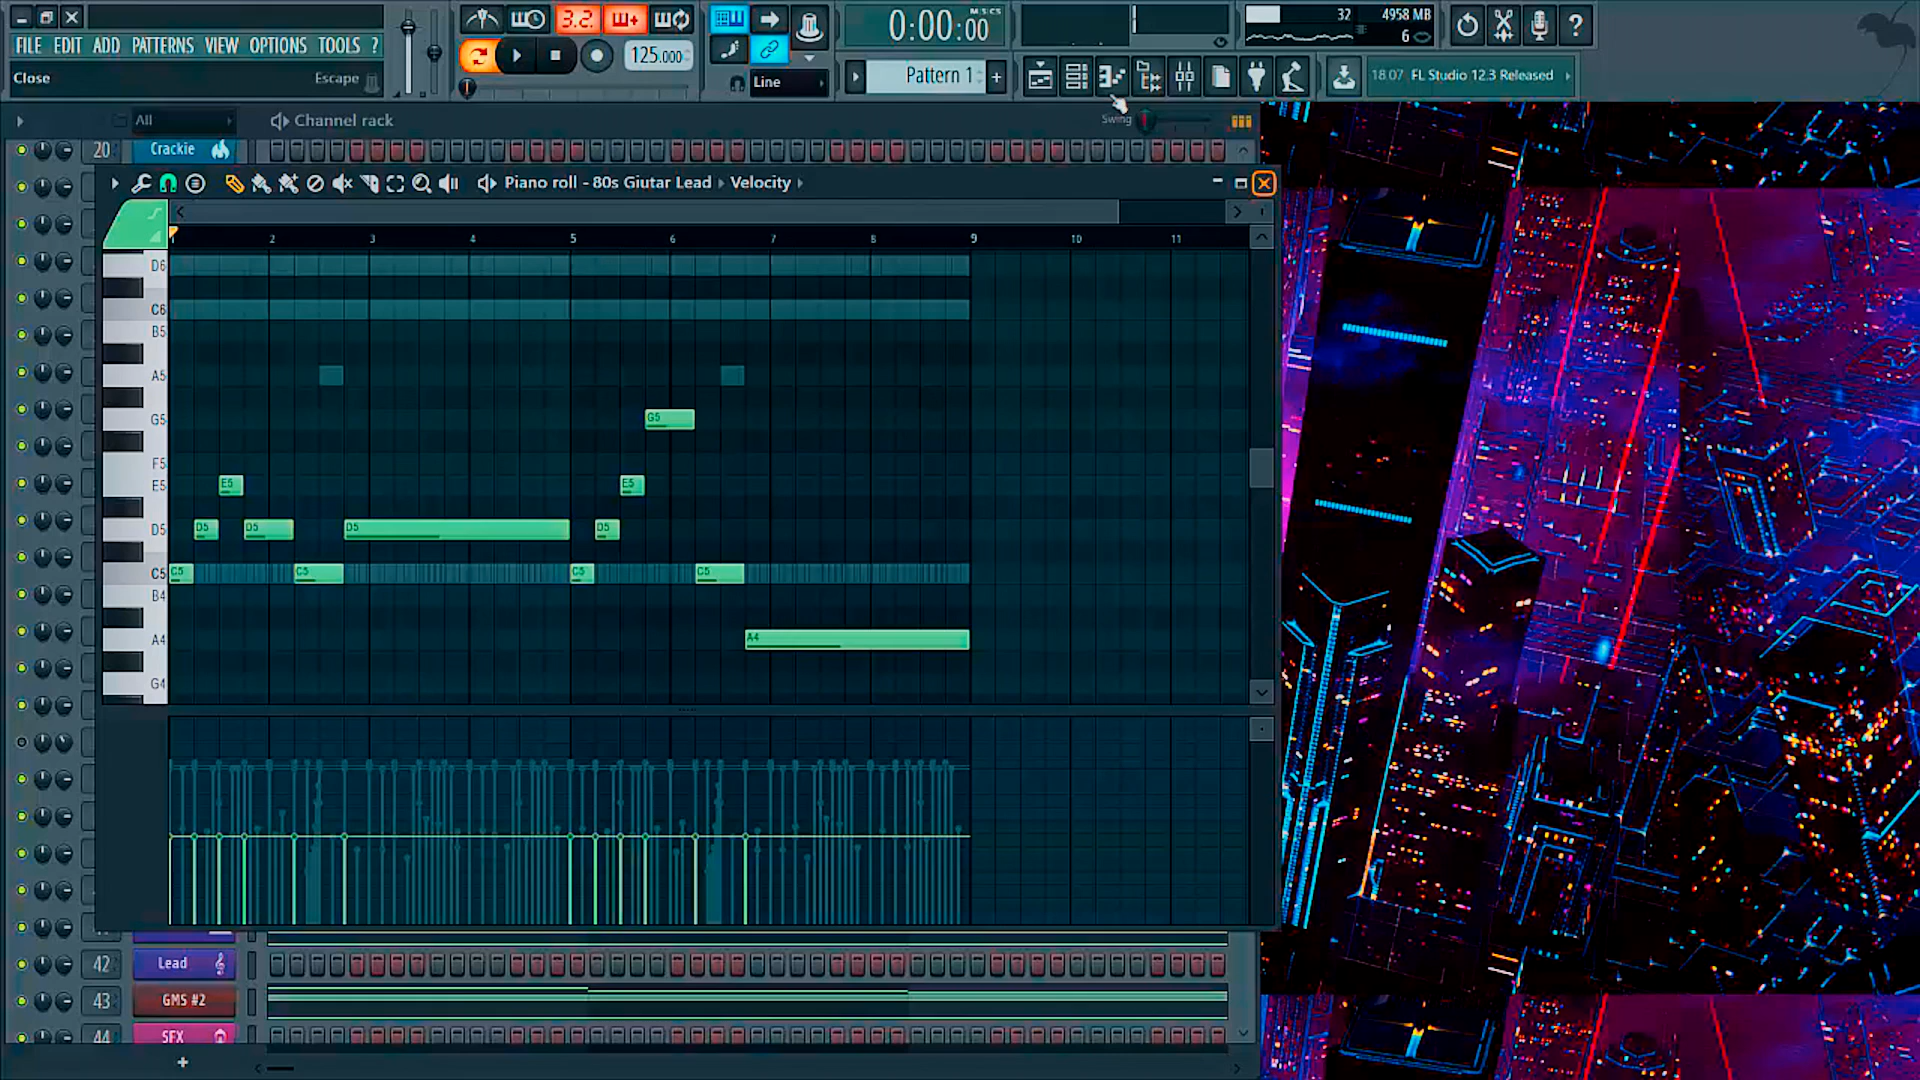 3.2.
0:00:00
M:S:CS
32
4958 MB
6
FILE EDIT ADD PATTERNS VIEW OPTIONS TOOLS ?
125.000
Close
Escape
Line
Pattern 1
+
18.07 FL Studio 12.3 Released
All
Channel rack
Swing
20
Crackie
Piano roll - 80s Giutar Lead
Velocity
1 2 3 4 5 6 7 8 9 10 11
D6
C6
B5
A5
G5
G5
F5
E5
E5
E5
D5
D5
D5
D5
D5
C5
C5
C5
C5
C5
B4
A4
A4
G4
42
Lead
43
GMS #2
44
SFX
+